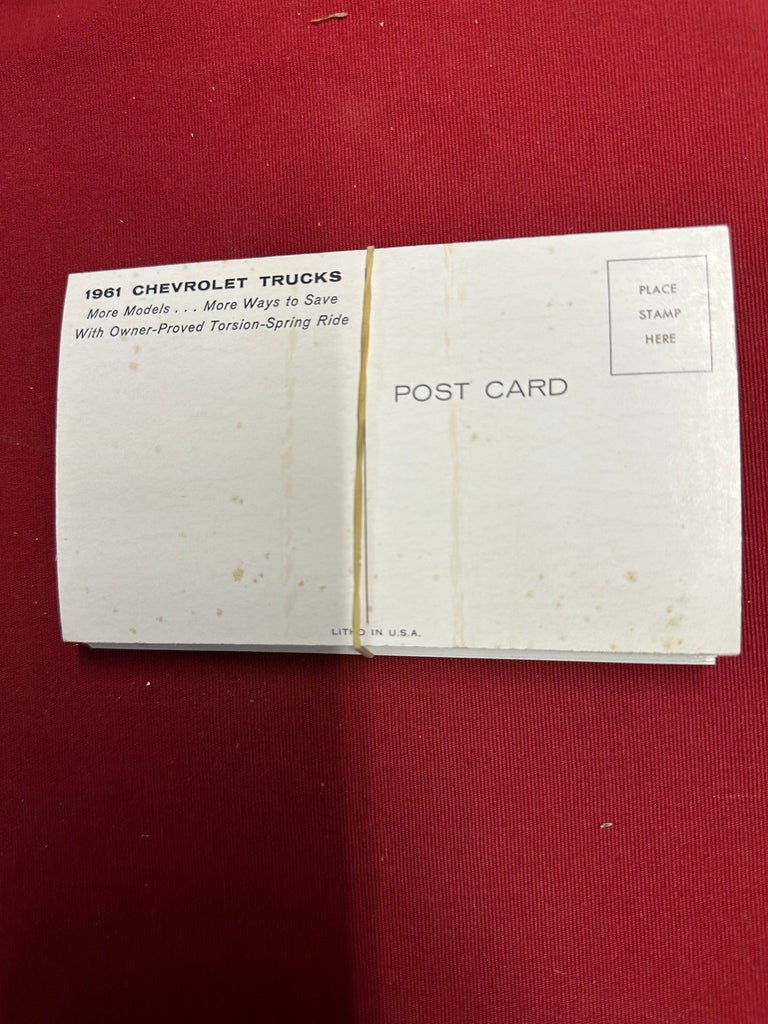 1961 CHEVROLET TRUCKS
More Models . . . More Ways to Save
With Owner-Proved Torsion-Spring Ride
PLACE
STAMP
HERE
POST CARD
LITHO IN U.S.A.